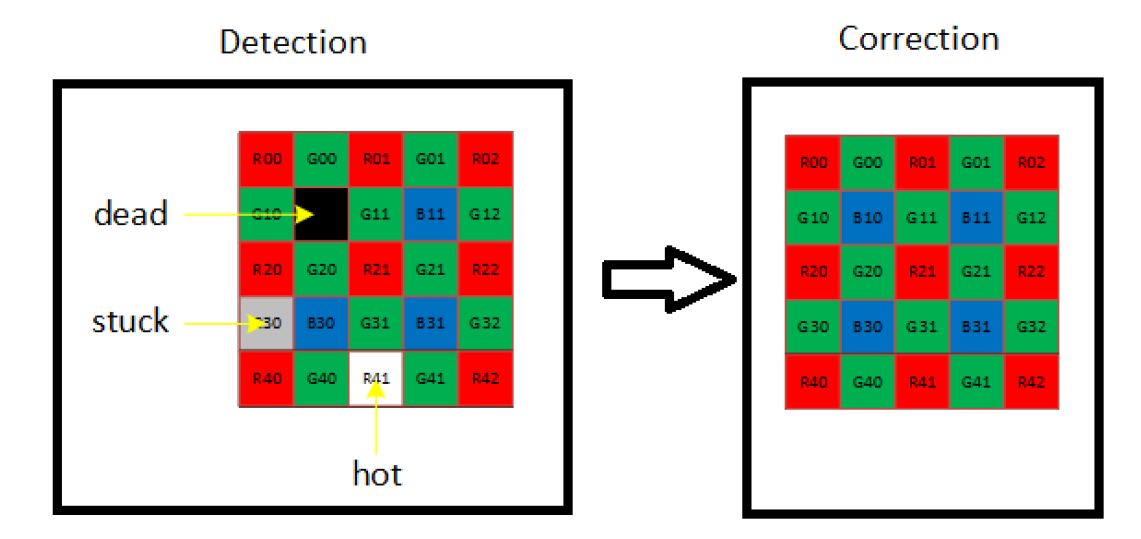 Detection
Correction
dead
stuck
hot
R00 G00 R01 G01 R02
G10 G11 B11 G12
R20 G20 R21 G21 R22
G30 B30 G31 B31 G32
R40 G40 R41 G41 R42
R00 G00 R01 G01 R02
G10 B10 G11 B11 G12
R20 G20 R21 G21 R22
G30 B30 G31 B31 G32
R40 G40 R41 G41 R42